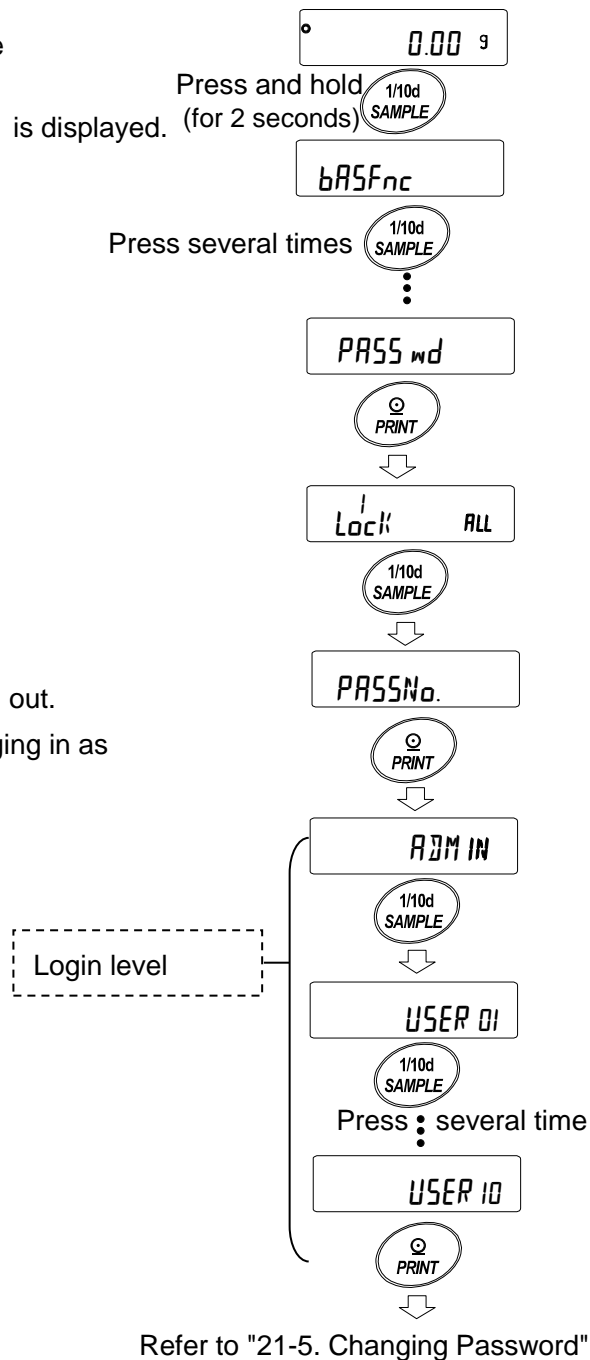 e
0.00 g
Press and hold
(for 2 seconds)
1/10d
SAMPLE
is displayed.
bASFnc
Press several times
1/10d
SAMPLE
PASS wd
PRINT
1
Lock ALL
1/10d
SAMPLE
PASSNo.
out.
ging in as
PRINT
ADMIN
1/10d
SAMPLE
Login level
USER 01
1/10d
SAMPLE
Press several time
USER 10
PRINT
Refer to "21-5. Changing Password"